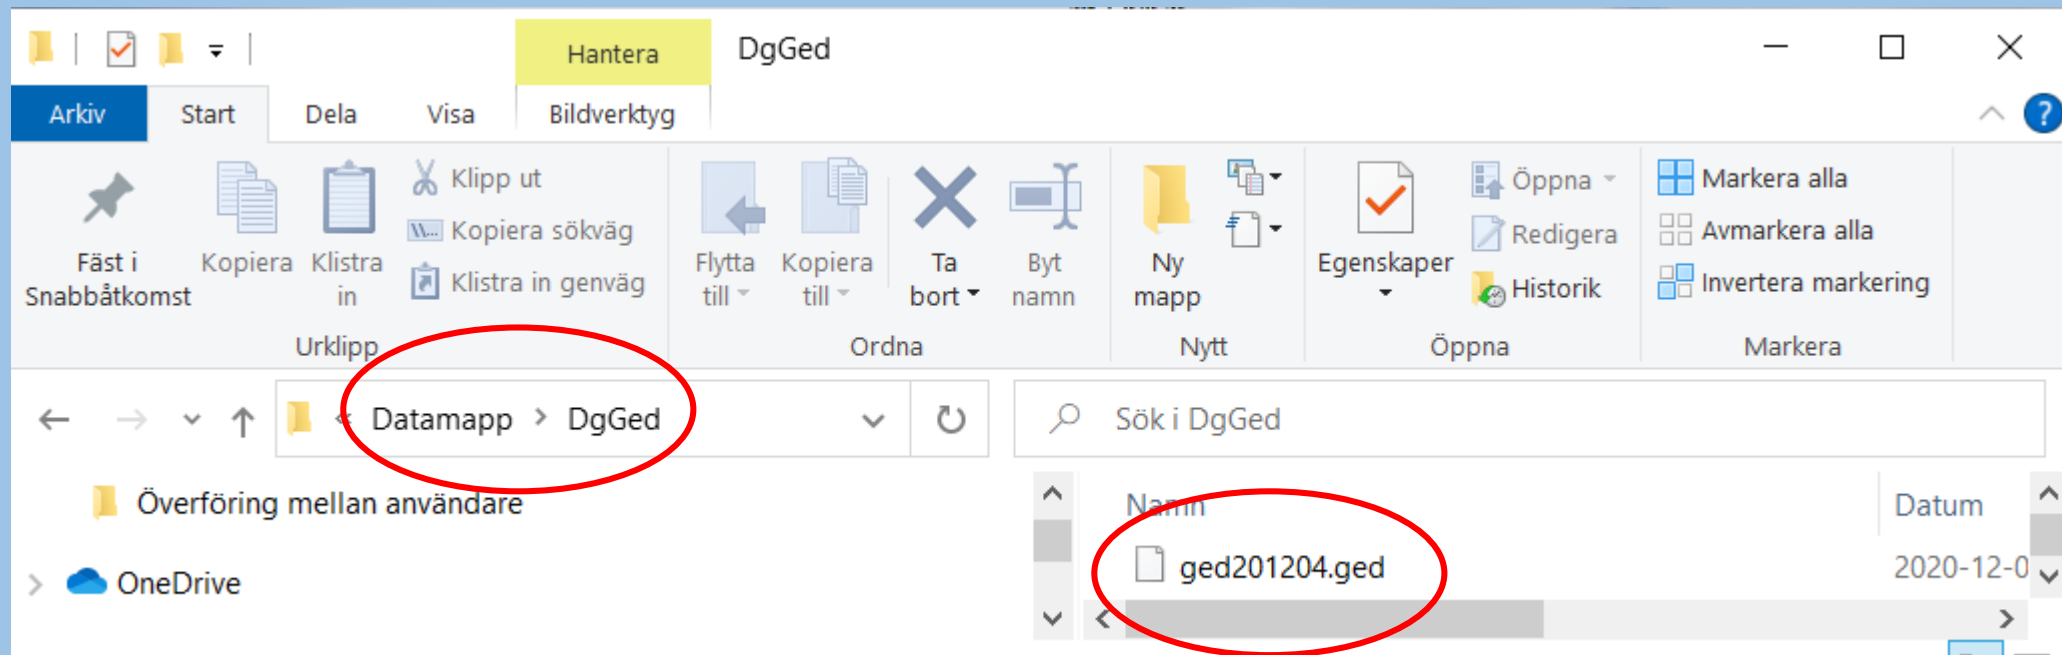 Hantera
DgGed
Arkiv
Start
Dela
Visa
Bildverktyg
?
Fäst i
Snabbåtkomst
Kopiera
Klistra
in
Klipp ut
Kopiera sökväg
Klistra in genväg
Urklipp
Flytta
till
Kopiera
till
Ta
bort
Byt
namn
Ordna
Ny
mapp
Nytt
Egenskaper
Öppna
Redigera
Historik
Öppna
Markera alla
Avmarkera alla
Invertera markering
Markera
« Datamapp > DgGed
Sök i DgGed
Överföring mellan användare
OneDrive
Namn
Datum
ged201204.ged
2020-12-0